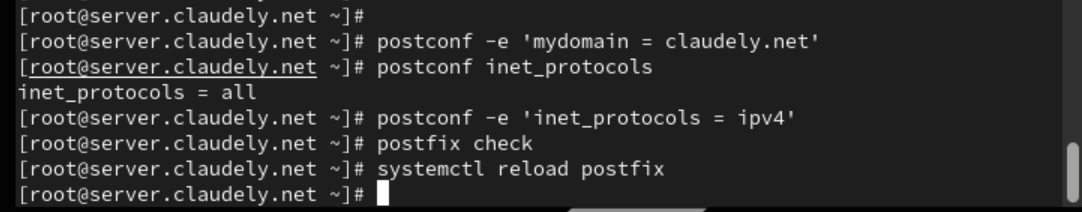 [root@server.claudely.net ~]#
[root@server.claudely.net ~]# postconf -e 'mydomain = claudely.net'
[root@server.claudely.net ~]# postconf inet_protocols
inet_protocols = all
[root@server.claudely.net ~]# postconf -e 'inet_protocols = ipv4'
[root@server.claudely.net ~]# postfix check
[root@server.claudely.net ~]# systemctl reload postfix
[root@server.claudely.net ~]#